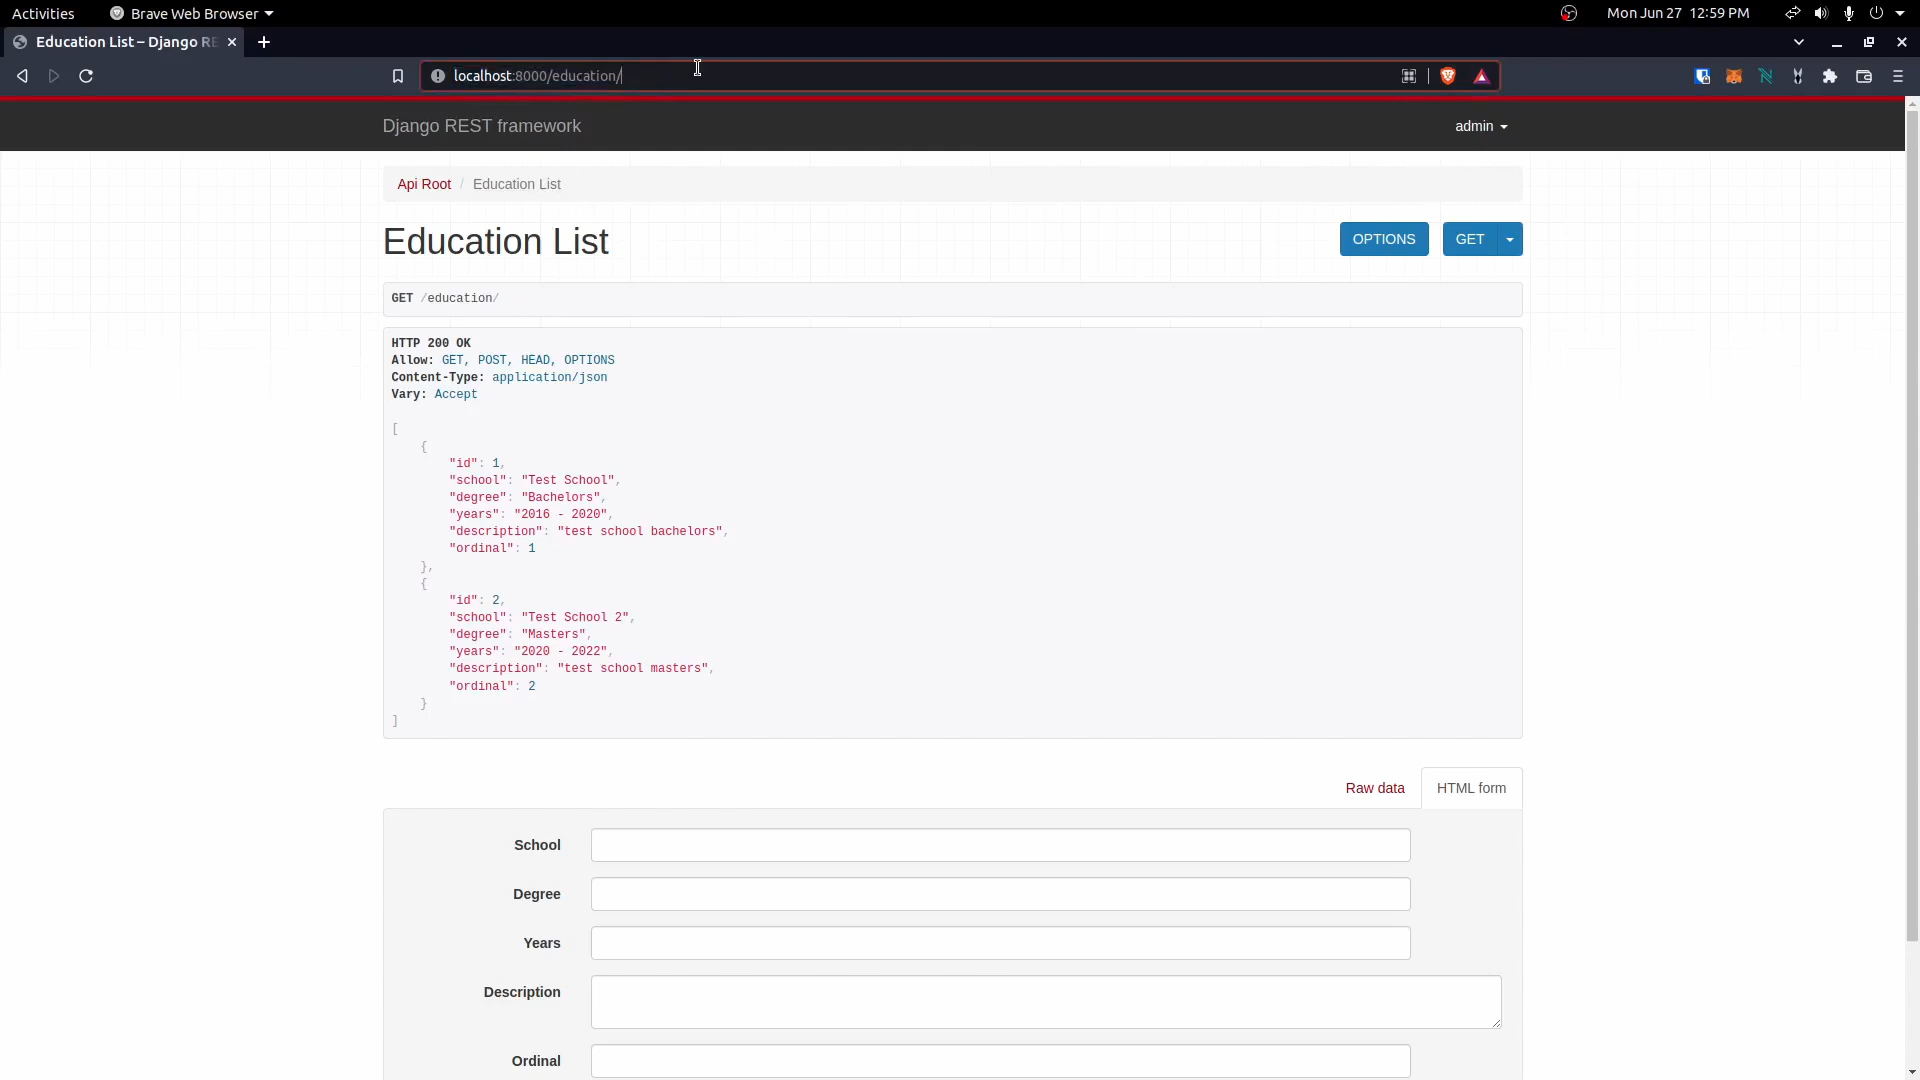 Activities Brave Web Browser Mon Jun 27 12:59 PM
Education List – Django RE
localhost:8000/education/
Django REST framework admin
Api Root / Education List
Education List OPTIONS GET
GET /education/
HTTP 200 OK
Allow: GET, POST, HEAD, OPTIONS
Content-Type: application/json
Vary: Accept
[
{
"id": 1,
"school": "Test School",
"degree": "Bachelors",
"years": "2016 - 2020",
"description": "test school bachelors",
"ordinal": 1
},
{
"id": 2,
"school": "Test School 2",
"degree": "Masters",
"years": "2020 - 2022",
"description": "test school masters",
"ordinal": 2
}
]
Raw data HTML form
School
Degree
Years
Description
Ordinal